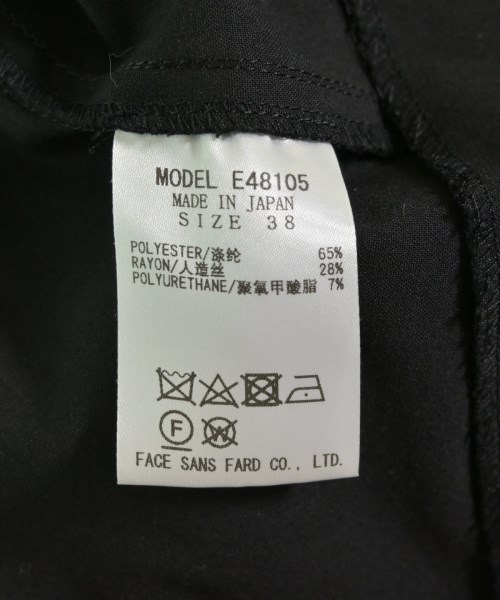 MODEL E48105
MADE IN JAPAN
SIZE 38
POLYESTER/涤纶 65%
RAYON/人造丝 28%
POLYURETHANE/聚氧甲酸脂 7%
F W
FACE SANS FARD CO., LTD.